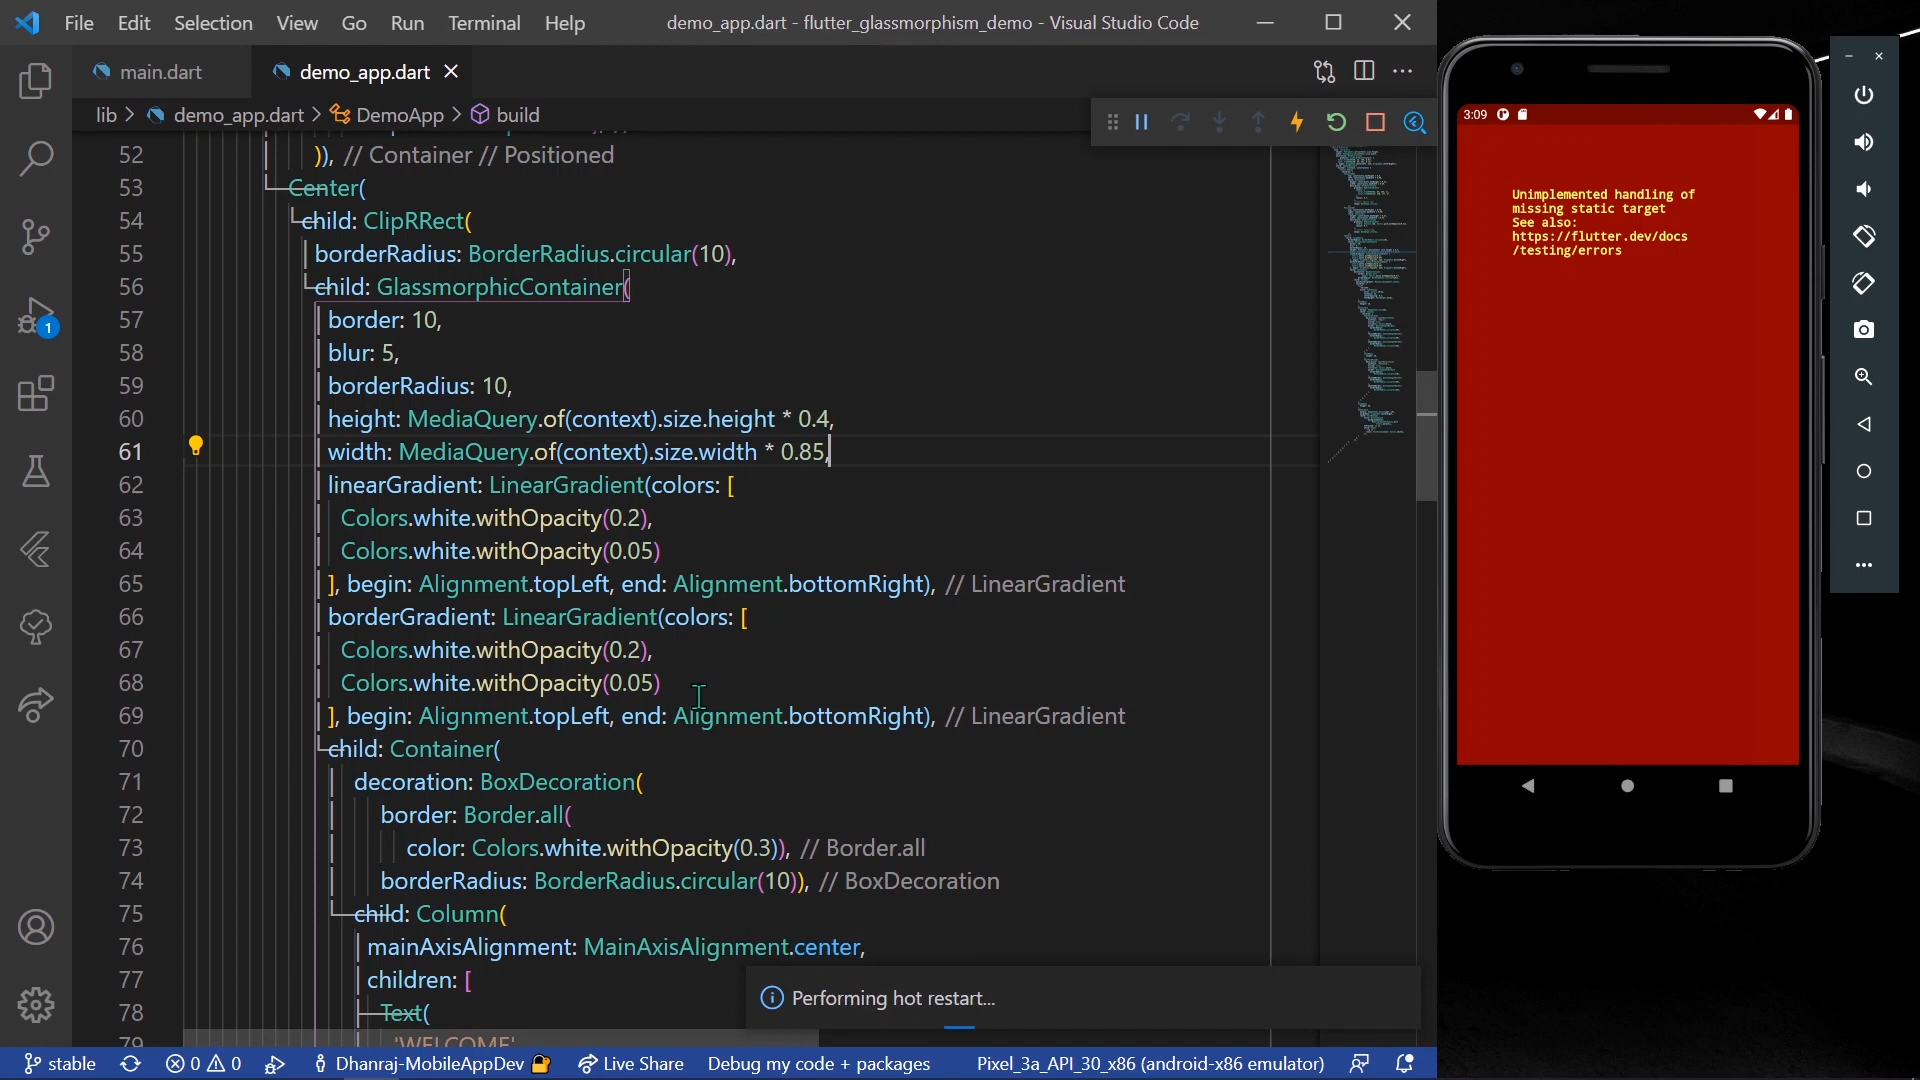 File Edit Selection View Go Run Terminal Help demo_app.dart - flutter_glassmorphism_demo - Visual Studio Code
main.dart demo_app.dart
lib > demo_app.dart > DemoApp > build
52 )), // Container // Positioned
53 Center(
54 child: ClipRRect(
55 borderRadius: BorderRadius.circular(10),
56 child: GlassmorphicContainer(
57 border: 10,
58 blur: 5,
59 borderRadius: 10,
60 height: MediaQuery.of(context).size.height * 0.4,
61 width: MediaQuery.of(context).size.width * 0.85,
62 linearGradient: LinearGradient(colors: [
63 Colors.white.withOpacity(0.2),
64 Colors.white.withOpacity(0.05)
65 ], begin: Alignment.topLeft, end: Alignment.bottomRight), // LinearGradient
66 borderGradient: LinearGradient(colors: [
67 Colors.white.withOpacity(0.2),
68 Colors.white.withOpacity(0.05)
69 ], begin: Alignment.topLeft, end: Alignment.bottomRight), // LinearGradient
70 child: Container(
71 decoration: BoxDecoration(
72 border: Border.all(
73 color: Colors.white.withOpacity(0.3)), // Border.all
74 borderRadius: BorderRadius.circular(10)), // BoxDecoration
75 child: Column(
76 mainAxisAlignment: MainAxisAlignment.center,
77 children: [
78 Text(
79 'WELCOME'
1
Performing hot restart...
stable 0 0 Dhanraj-MobileAppDev Live Share Debug my code + packages Pixel_3a_API_30_x86 (android-x86 emulator)
3:09
Unimplemented handling of
missing static target
See also:
https://flutter.dev/docs
/testing/errors